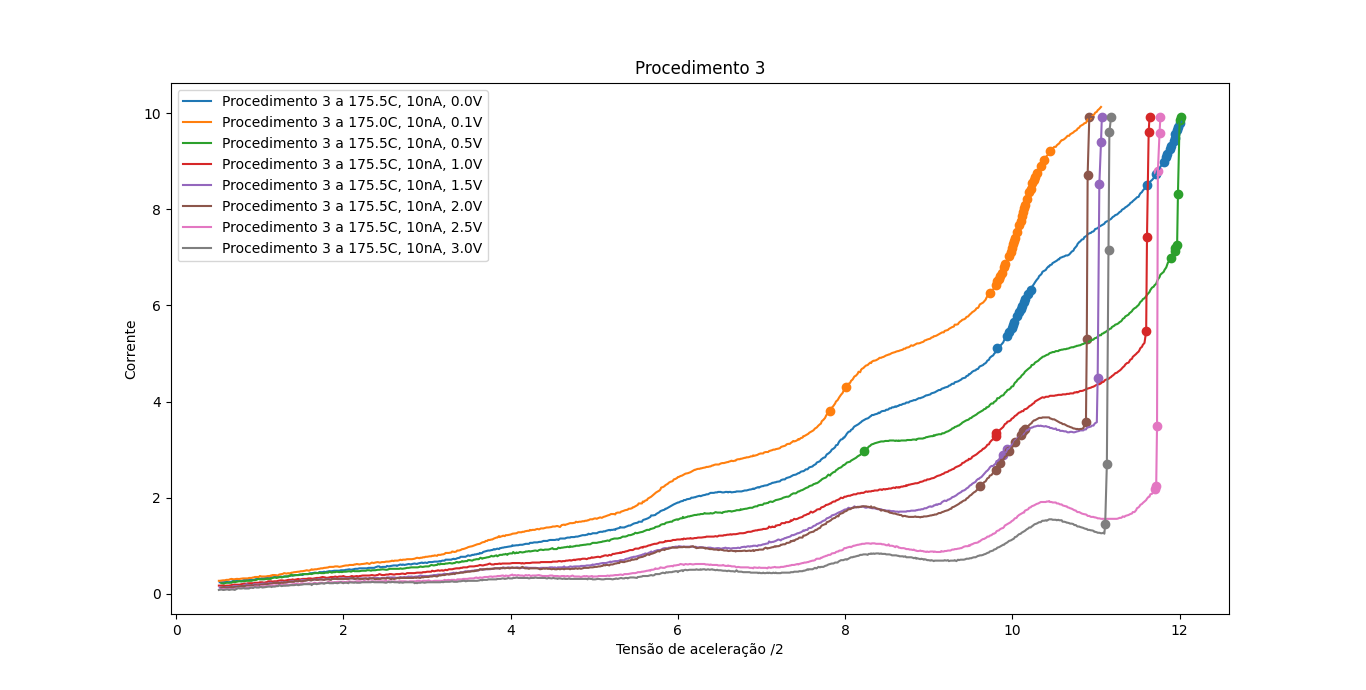 Procedimento 3
Procedimento 3 a 175.5C, 10nA, 0.0V
Procedimento 3 a 175.0C, 10nA, 0.1V
Procedimento 3 a 175.5C, 10nA, 0.5V
Procedimento 3 a 175.5C, 10nA, 1.0V
Procedimento 3 a 175.5C, 10nA, 1.5V
Procedimento 3 a 175.5C, 10nA, 2.0V
Procedimento 3 a 175.5C, 10nA, 2.5V
Procedimento 3 a 175.5C, 10nA, 3.0V
10
8
6
4
2
0
Corrente
0 2 4 6 8 10 12
Tensão de aceleração /2